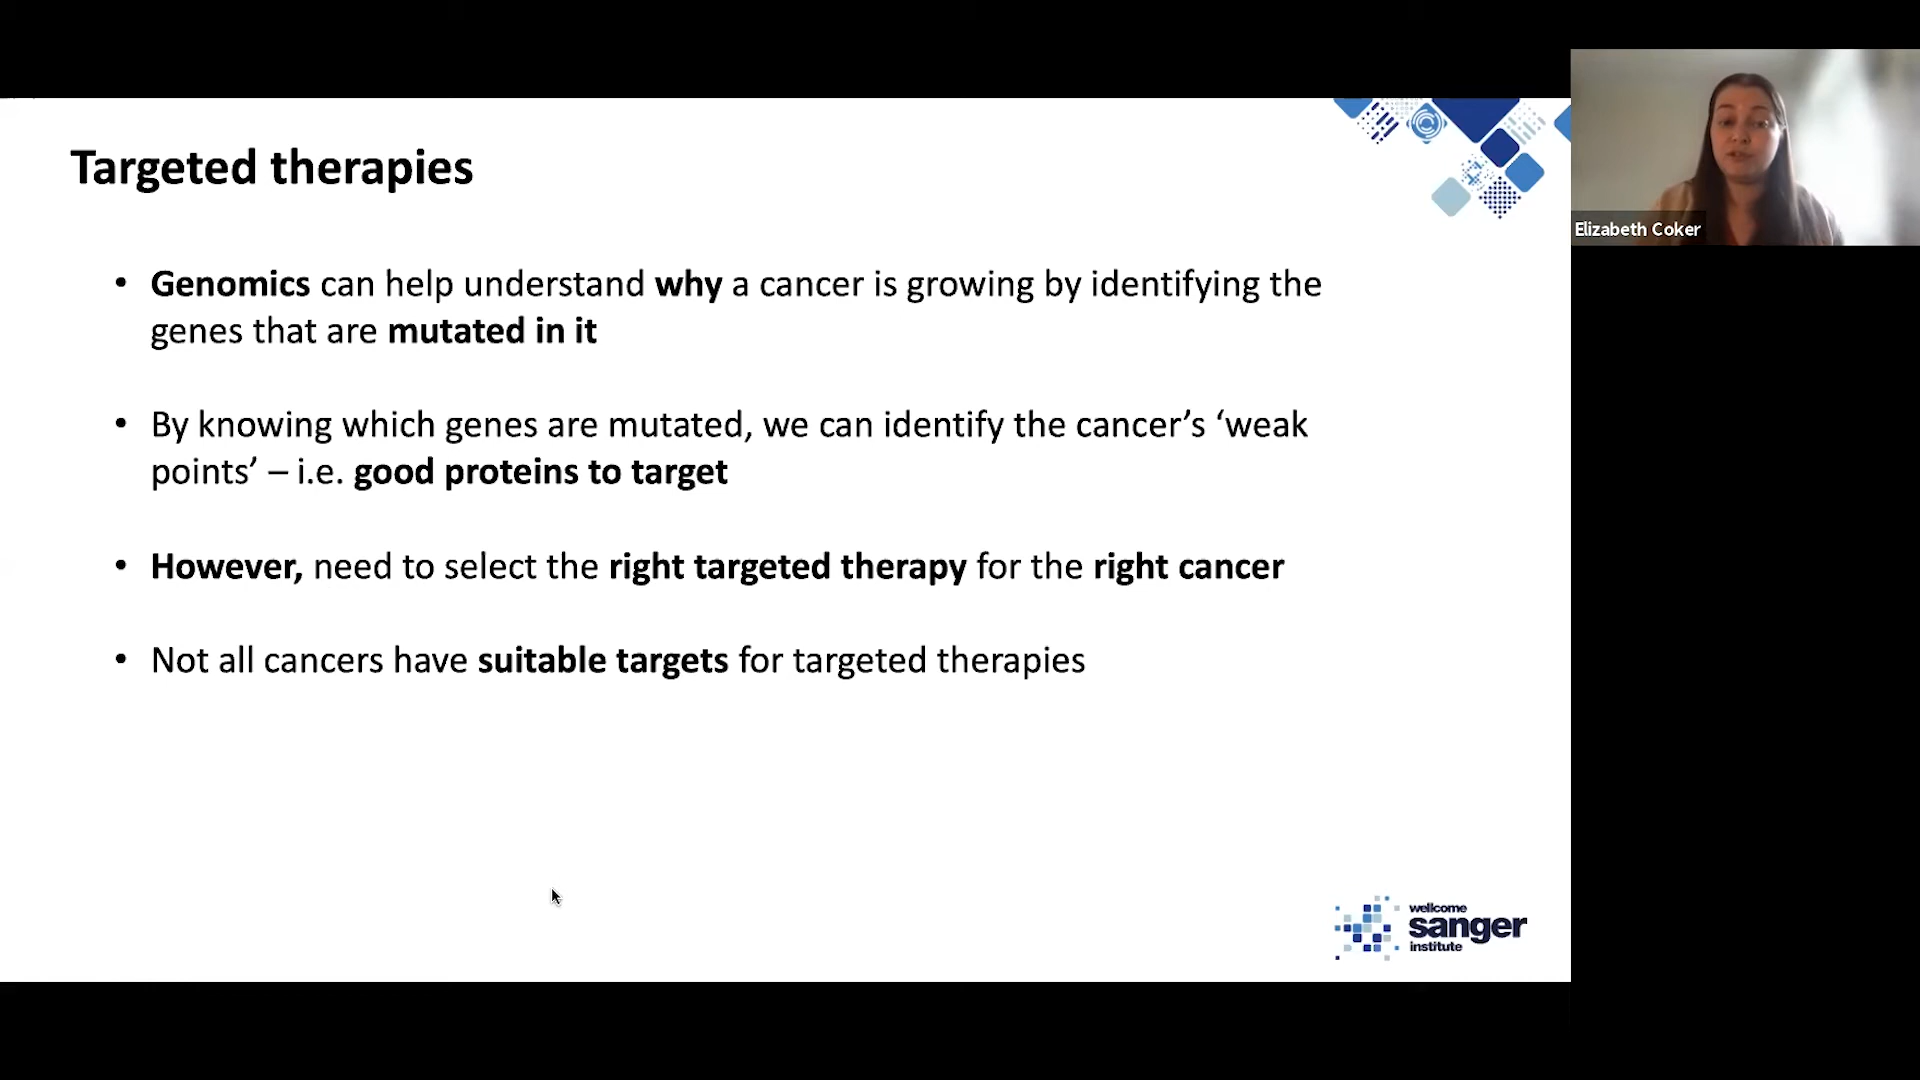 Targeted therapies
Elizabeth Coker
• Genomics can help understand why a cancer is growing by identifying the
genes that are mutated in it
• By knowing which genes are mutated, we can identify the cancer’s ‘weak
points’ – i.e. good proteins to target
• However, need to select the right targeted therapy for the right cancer
• Not all cancers have suitable targets for targeted therapies
wellcome
sanger
institute